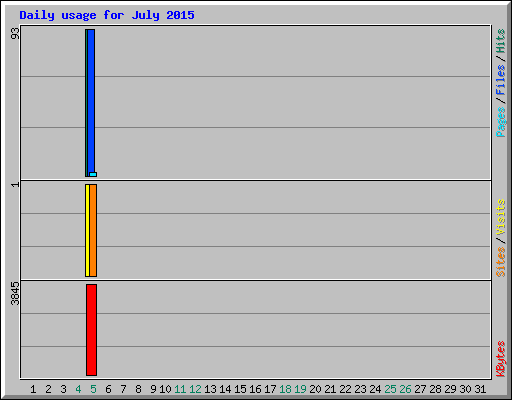 Daily usage for July 2015
93
1
3845
Pages/Files/Hits
Sites/Visits
KBytes
1 2 3 4 5 6 7 8 9 10 11 12 13 14 15 16 17 18 19 20 21 22 23 24 25 26 27 28 29 30 31